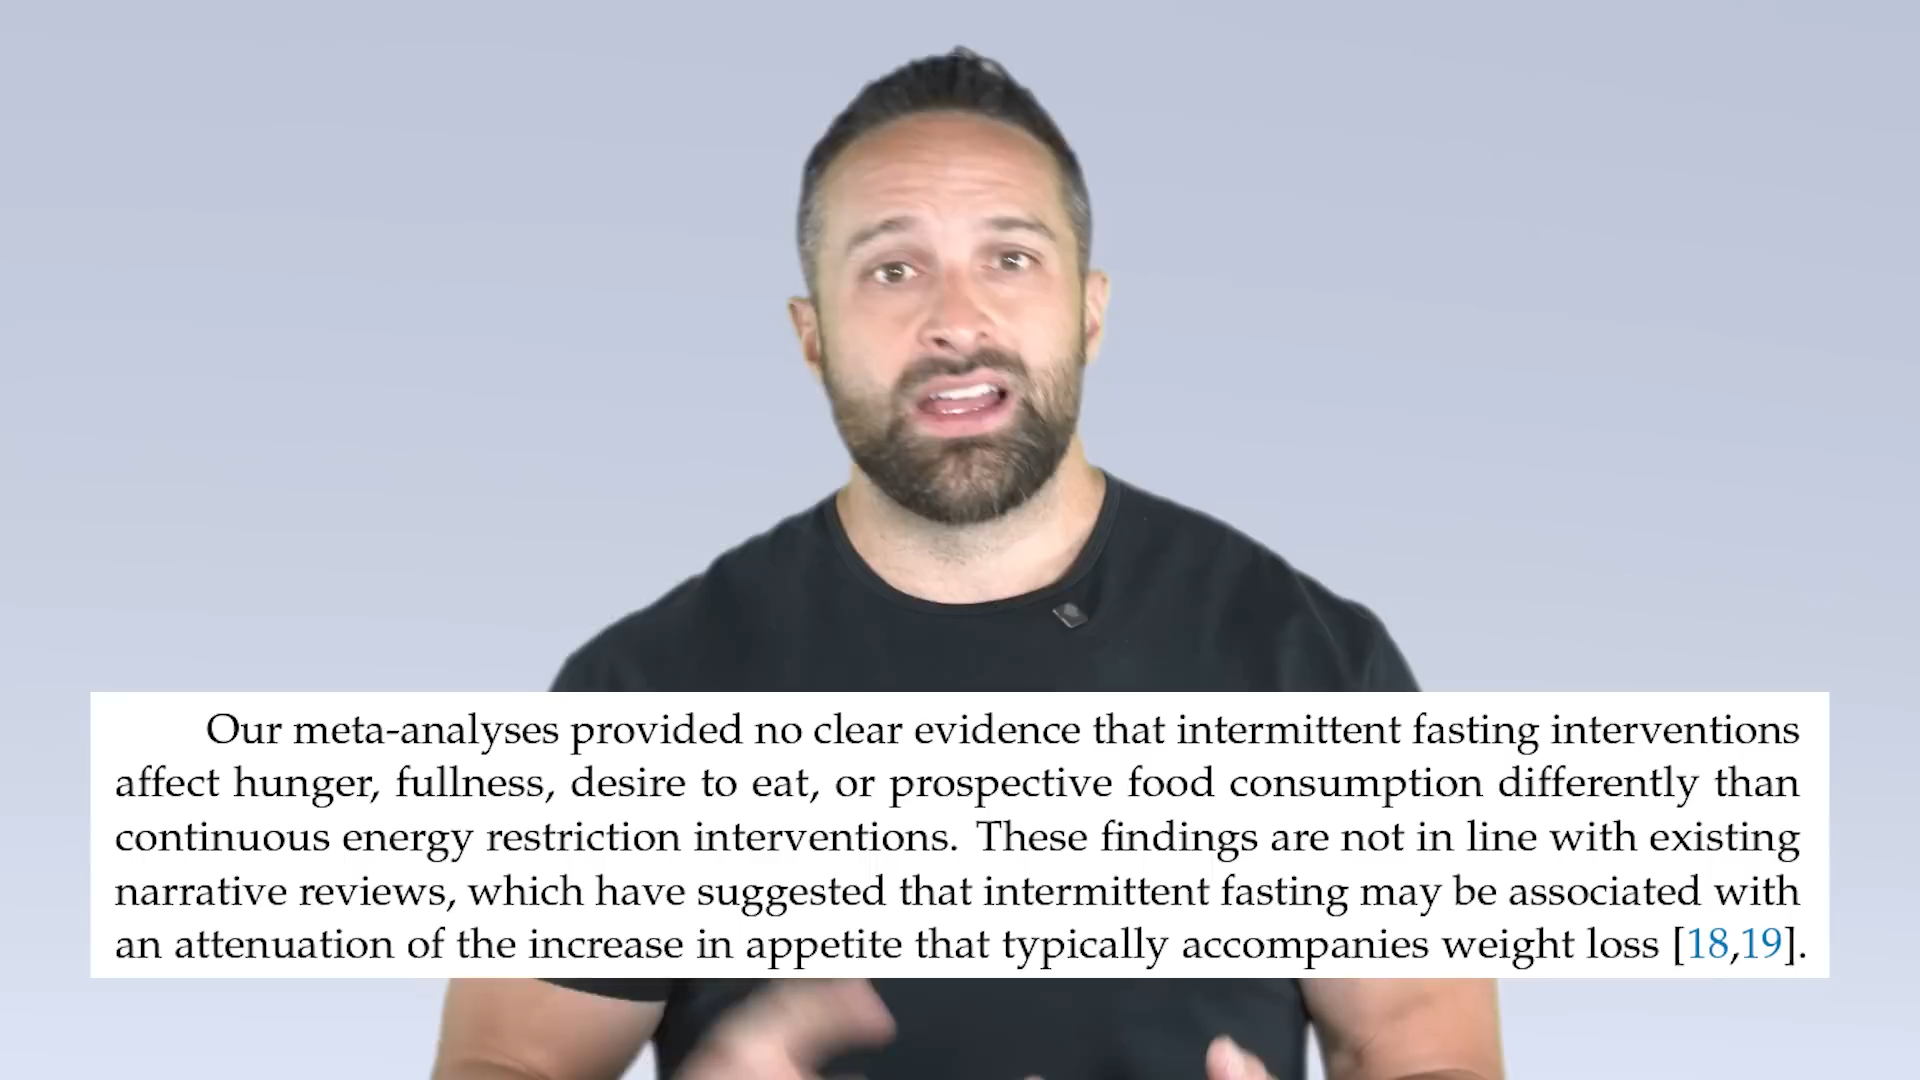 Our meta-analyses provided no clear evidence that intermittent fasting interventions
affect hunger, fullness, desire to eat, or prospective food consumption differently than
continuous energy restriction interventions. These findings are not in line with existing
narrative reviews, which have suggested that intermittent fasting may be associated with
an attenuation of the increase in appetite that typically accompanies weight loss [18,19].